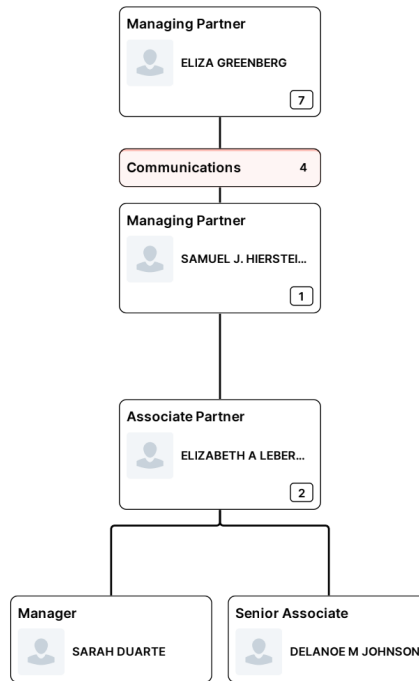 Managing Partner
ELIZA GREENBERG
7
Communications 4
Managing Partner
SAMUEL J. HIERSTEI...
1
Associate Partner
ELIZABETH A LEBER...
2
Manager
SARAH DUARTE
Senior Associate
DELANOE M JOHNSON